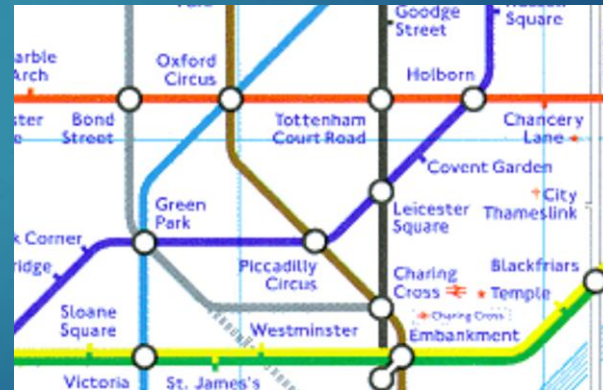 Goodge
Street
Square
arble
Arch
Oxford
Circus
Holborn
Bond
Street
Tottenham
Court Road
Chancery
Lane
Covent Garden
Green
Park
Leicester
Square
City
Thameslink
Corner
ridge
Piccadilly
Circus
Charing
Cross
Blackfriars
Temple
Charing Cross
Sloane
Square
Westminster
Embankment
Victoria
St. James's